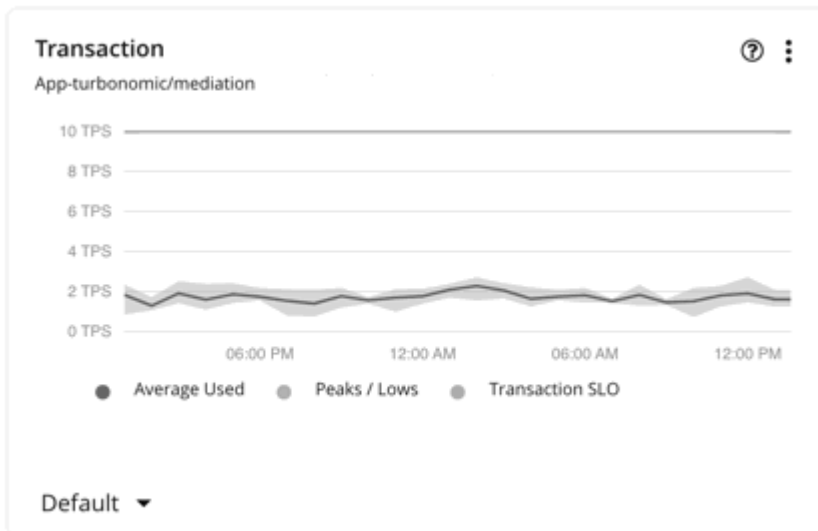 Transaction
App-turbonomic/mediation
10 TPS
8 TPS
6 TPS
4 TPS
2 TPS
0 TPS
06:00 PM 12:00 AM 06:00 AM 12:00 PM
Average Used Peaks / Lows Transaction SLO
Default